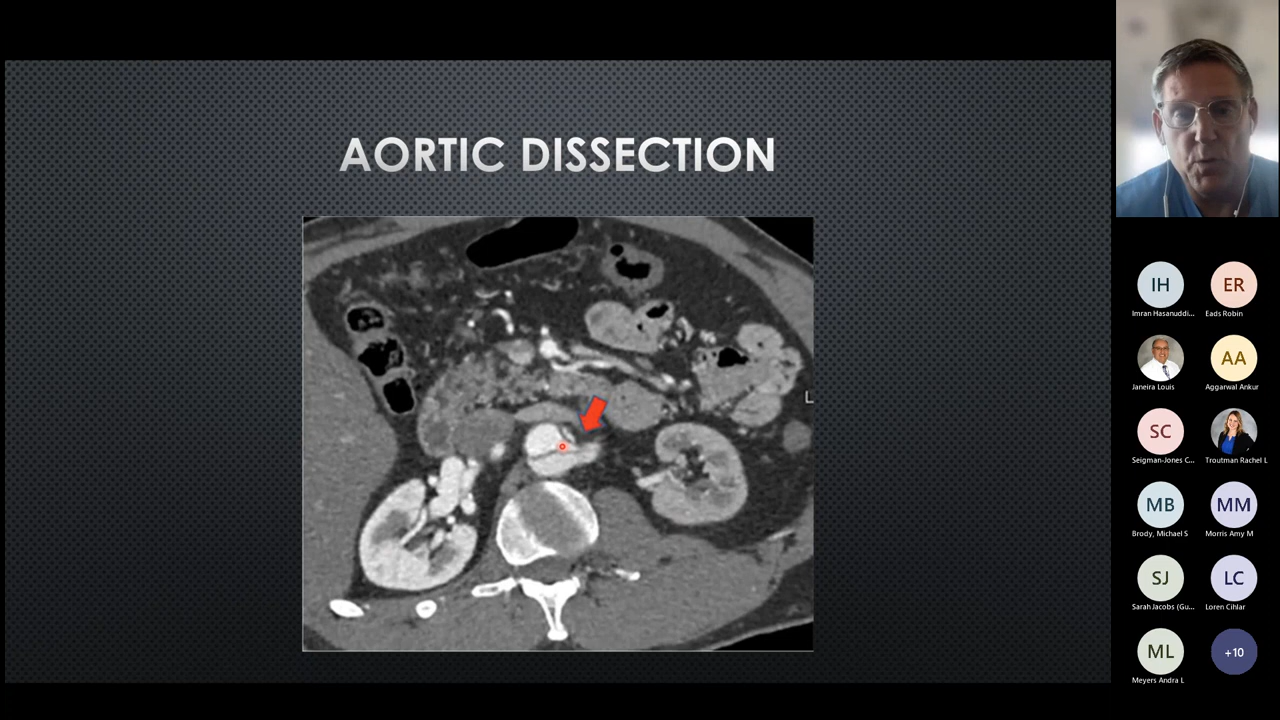 AORTIC DISSECTION
L
IH
ER
Imran Hasanuddi...
Eads Robin
AA
Janeira Louis
Aggarwal Ankur
SC
Seigman-Jones C...
Troutman Rachel L
MB
MM
Brody, Michael S
Morris Amy M
SJ
LC
Sarah Jacobs (Gu...
Loren Cihlar
ML
+10
Meyers Andra L